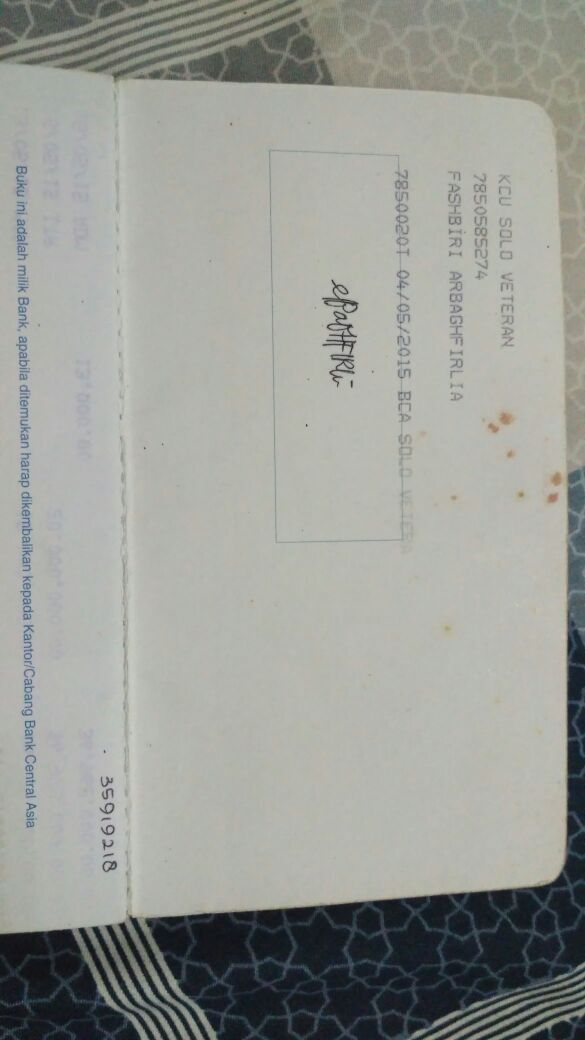 KCU SOLO VETERAN
7850585274
FASHBIRI ARBAGHFIRLIA
7850020T 04/05/2015 BCA SOLO VETERA
35919218
Buku ini adalah milik Bank, apabila ditemukan harap dikembalikan kepada Kantor/Cabang Bank Central Asia